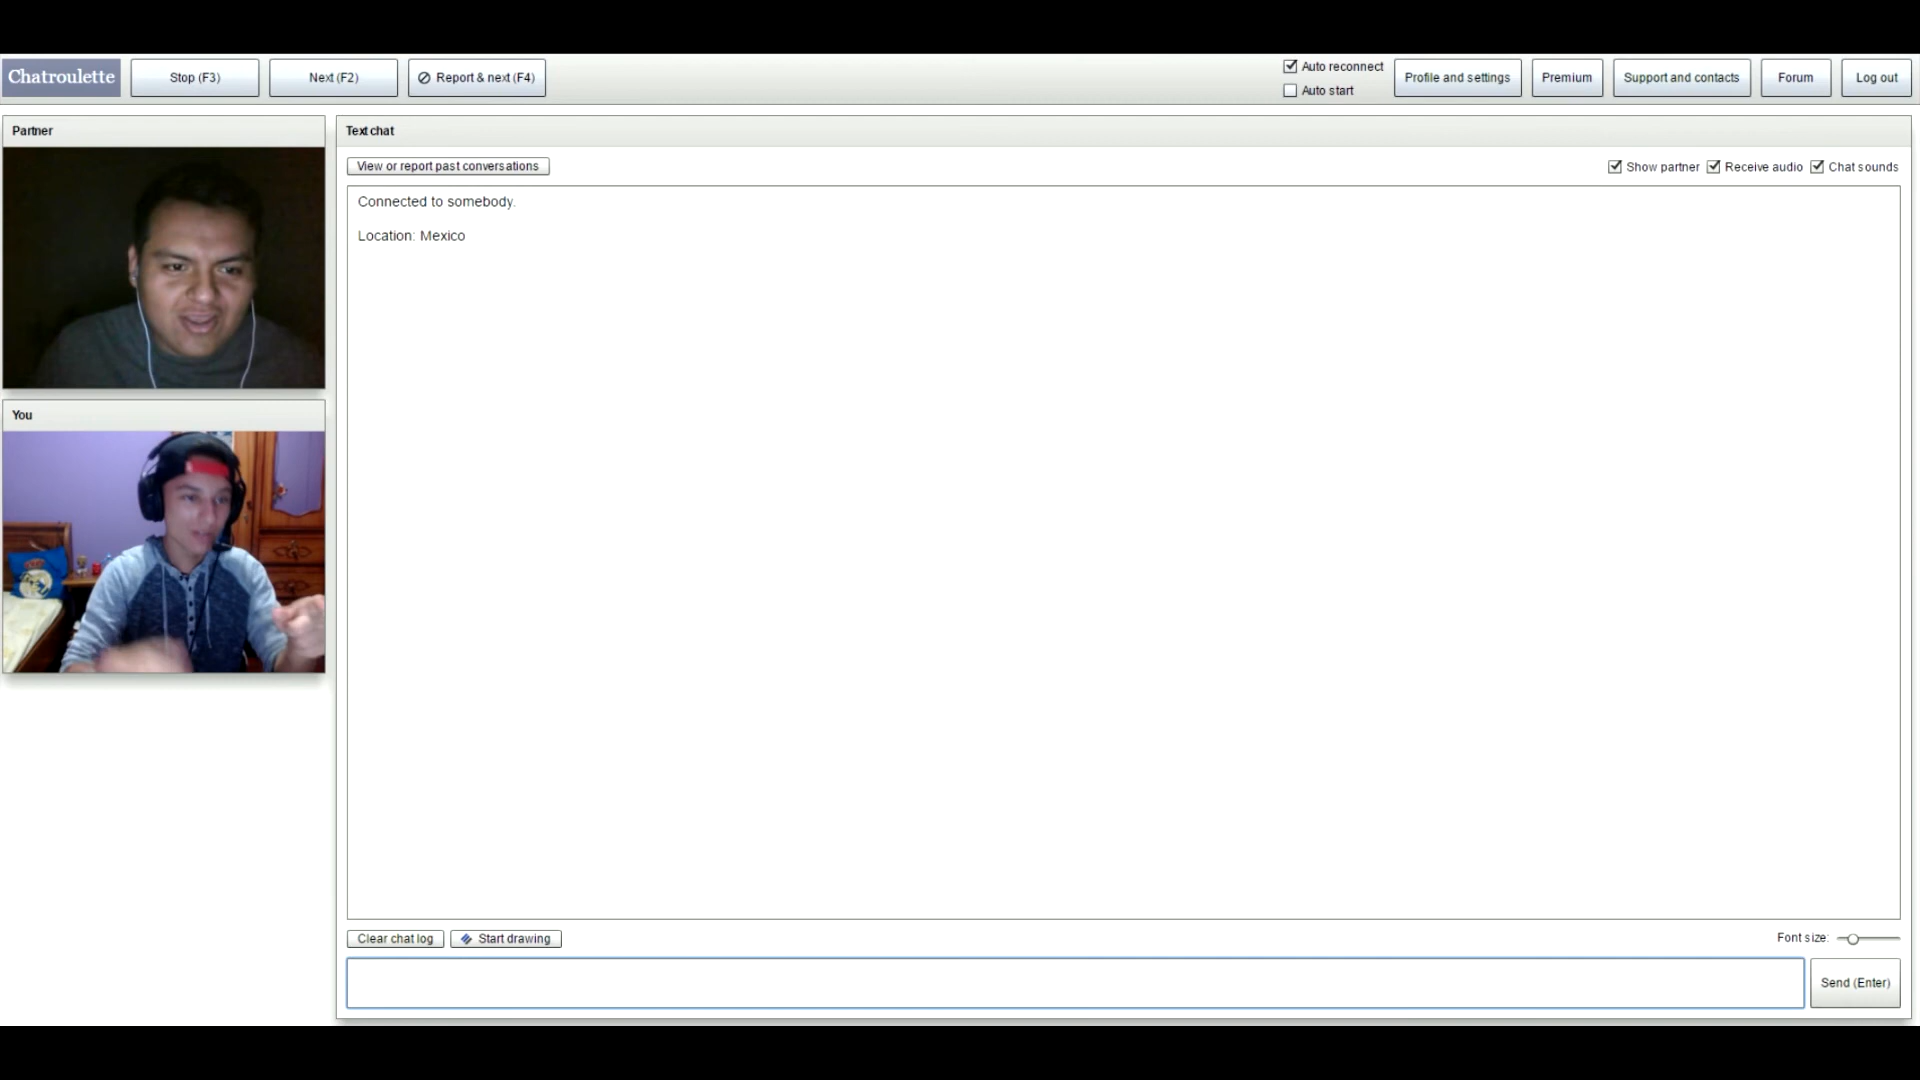 Chatroulette
Stop (F3)
Next (F2)
Report & next (F4)
Auto reconnect
Auto start
Profile and settings
Premium
Support and contacts
Forum
Log out
Partner
You
Text chat
View or report past conversations
Show partner
Receive audio
Chat sounds
Connected to somebody.
Location: Mexico
Clear chat log
Start drawing
Font size:
Send (Enter)